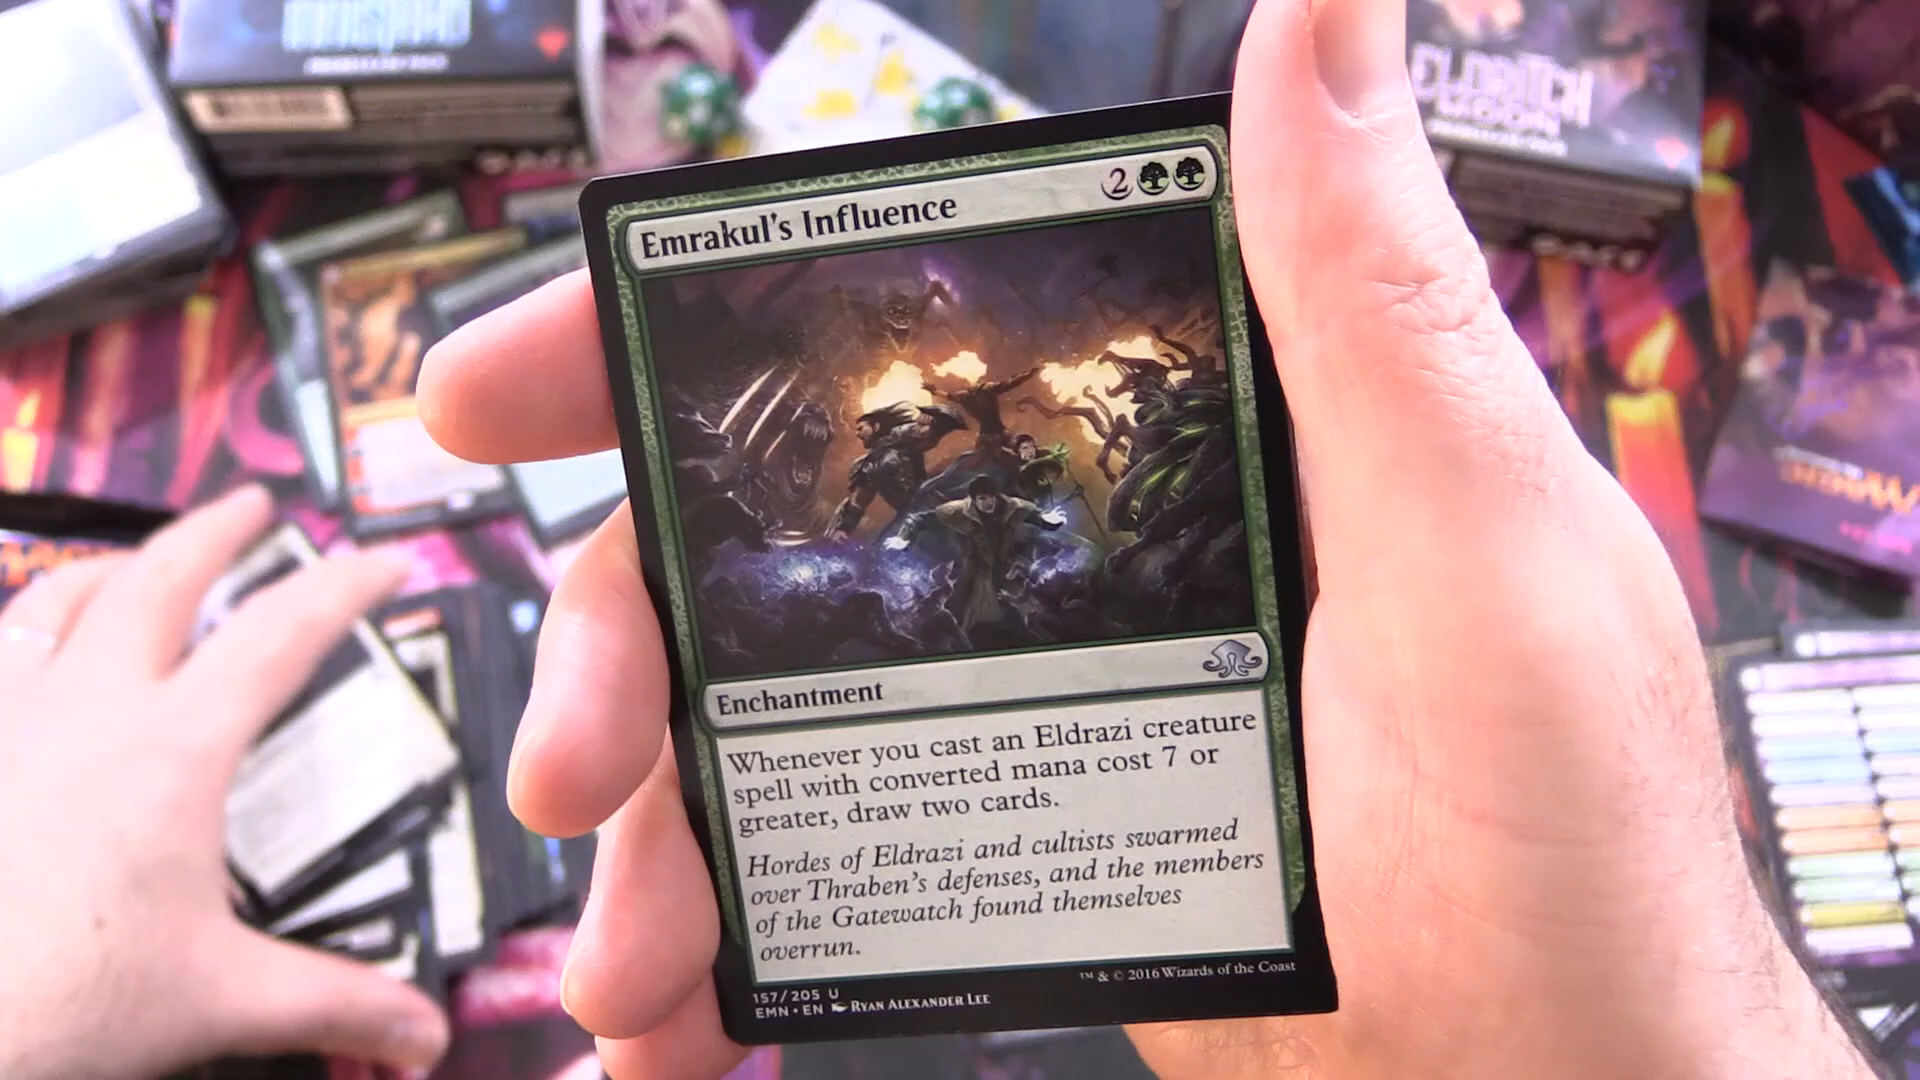 ELDRITCH
MOON
Emrakul's Influence
2
Enchantment
Whenever you cast an Eldrazi creature
spell with converted mana cost 7 or
greater, draw two cards.
Hordes of Eldrazi and cultists swarmed
over Thraben's defenses, and the members
of the Gatewatch found themselves
overrun.
157/205 U
EMN • EN Ryan Alexander Lee
™ & © 2016 Wizards of the Coast